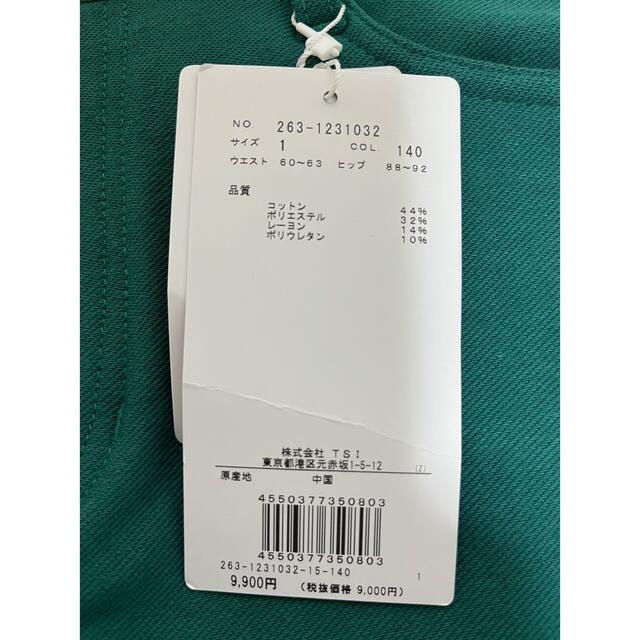 NO. 263-1231032
サイズ 1 COL. 140
ウエスト 60〜63 ヒップ 88〜92
品質
コットン 44%
ポリエステル 32%
レーヨン 14%
ポリウレタン 10%
株式会社 TSI
東京都港区元赤坂1-5-12 (Z)
原産地 中国
4550377350803
4550377350803
263-1231032-15-140 1
9,900円 (税抜価格 9,000円)